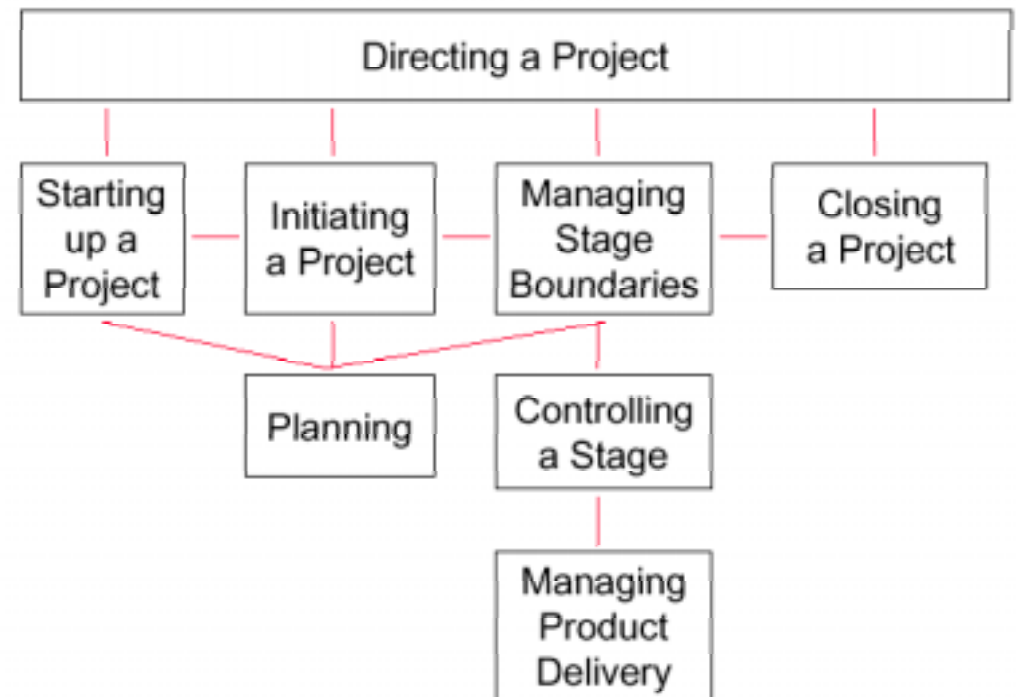 Directing a Project
Starting
up a
Project
Initiating
a Project
Managing
Stage
Boundaries
Closing
a Project
Planning
Controlling
a Stage
Managing
Product
Delivery